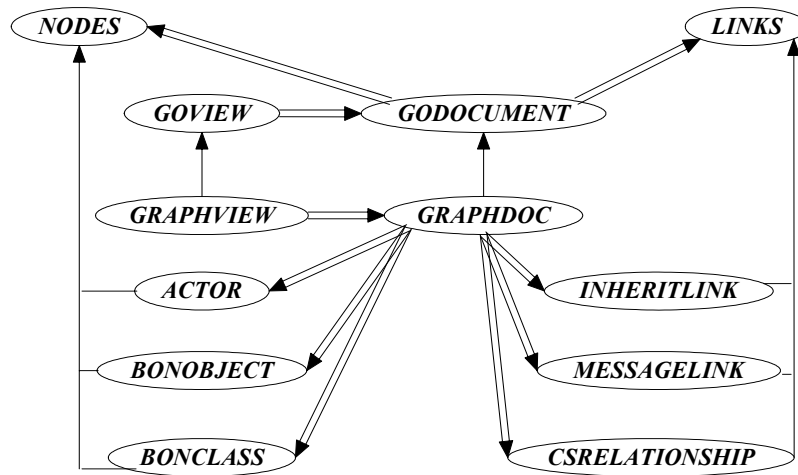 NODES
LINKS
GOVIEW
GODOCUMENT
GRAPHVIEW
GRAPHDOC
ACTOR
INHERITLINK
BONOBJECT
MESSAGELINK
BONCLASS
CSRELATIONSHIP